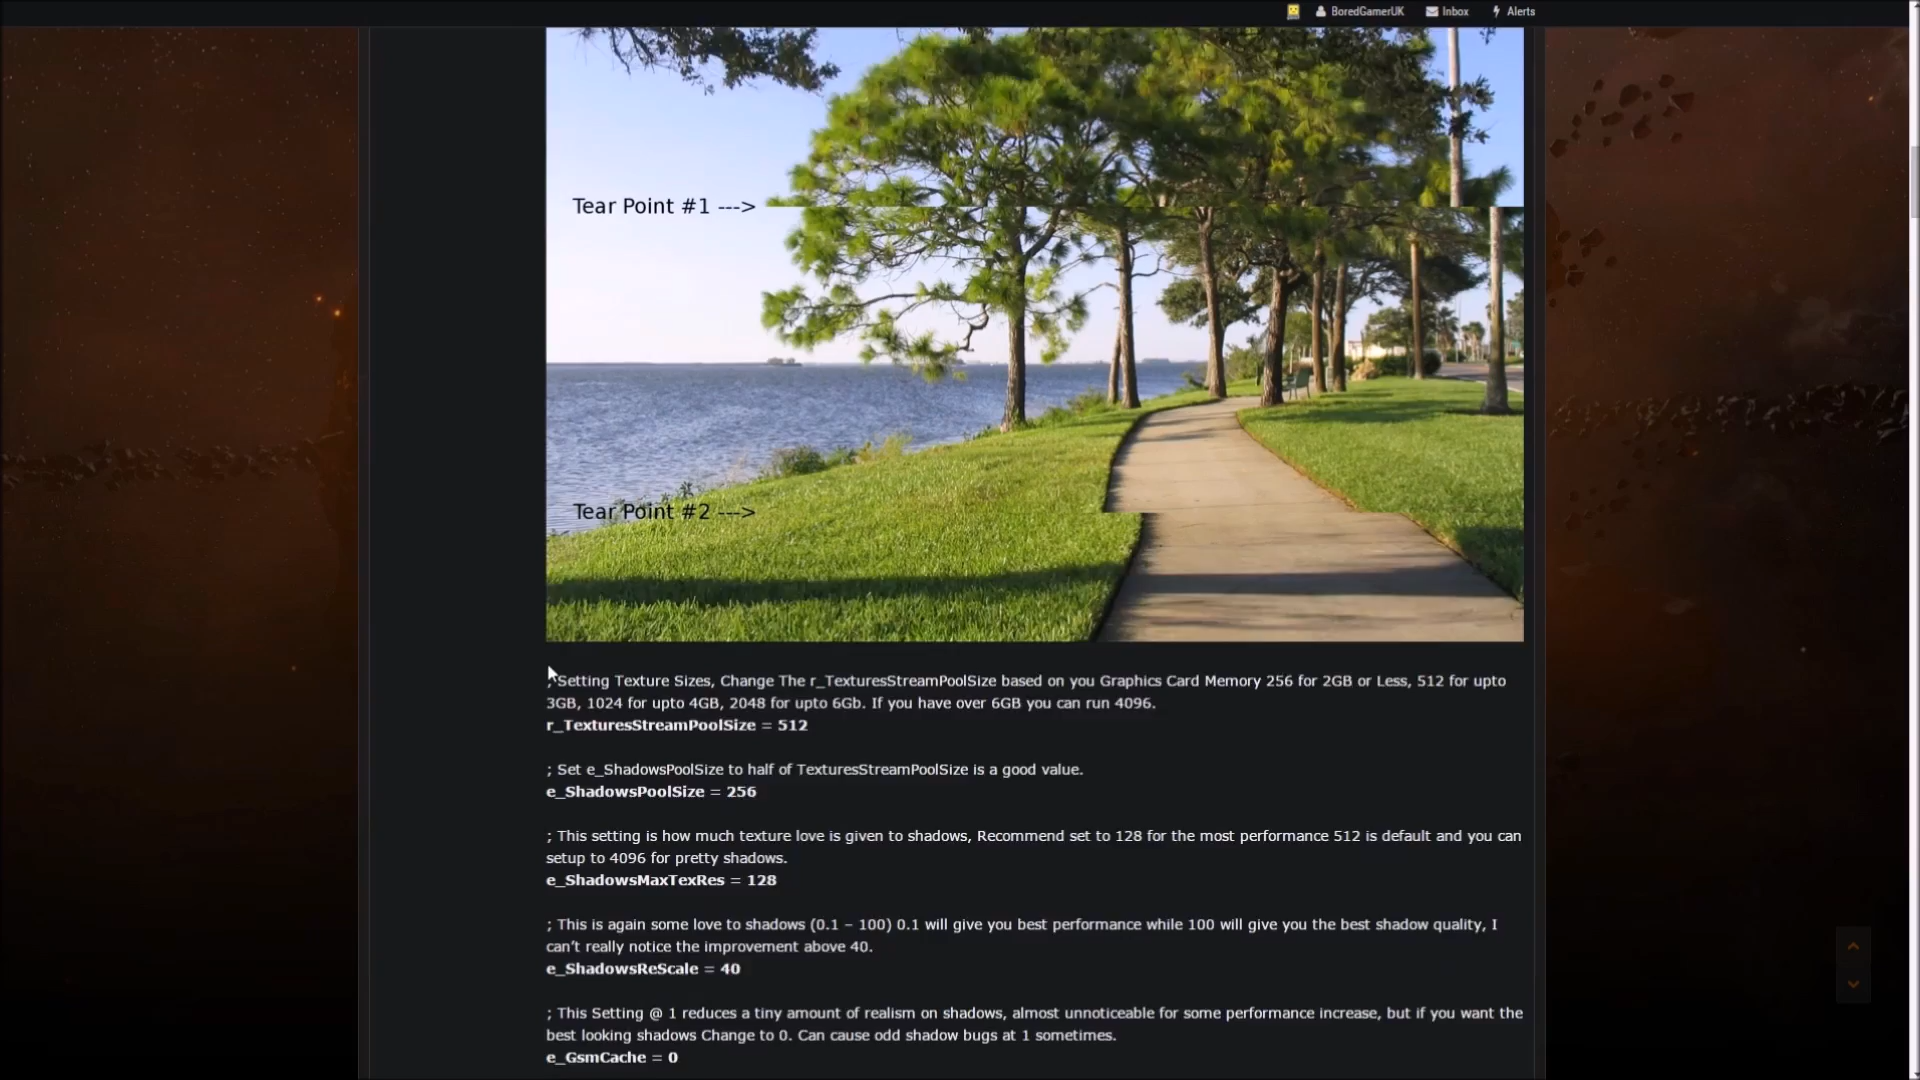 BoredGamerUK Inbox Alerts
Tear Point #1 --->
Tear Point #2 --->
; Setting Texture Sizes, Change The r_TexturesStreamPoolSize based on you Graphics Card Memory 256 for 2GB or Less, 512 for upto
3GB, 1024 for upto 4GB, 2048 for upto 6Gb. If you have over 6GB you can run 4096.
r_TexturesStreamPoolSize = 512
; Set e_ShadowsPoolSize to half of TexturesStreamPoolSize is a good value.
e_ShadowsPoolSize = 256
; This setting is how much texture love is given to shadows, Recommend set to 128 for the most performance 512 is default and you can
setup to 4096 for pretty shadows.
e_ShadowsMaxTexRes = 128
; This is again some love to shadows (0.1 – 100) 0.1 will give you best performance while 100 will give you the best shadow quality, I
can’t really notice the improvement above 40.
e_ShadowsReScale = 40
; This Setting @ 1 reduces a tiny amount of realism on shadows, almost unnoticeable for some performance increase, but if you want the
best looking shadows Change to 0. Can cause odd shadow bugs at 1 sometimes.
e_GsmCache = 0